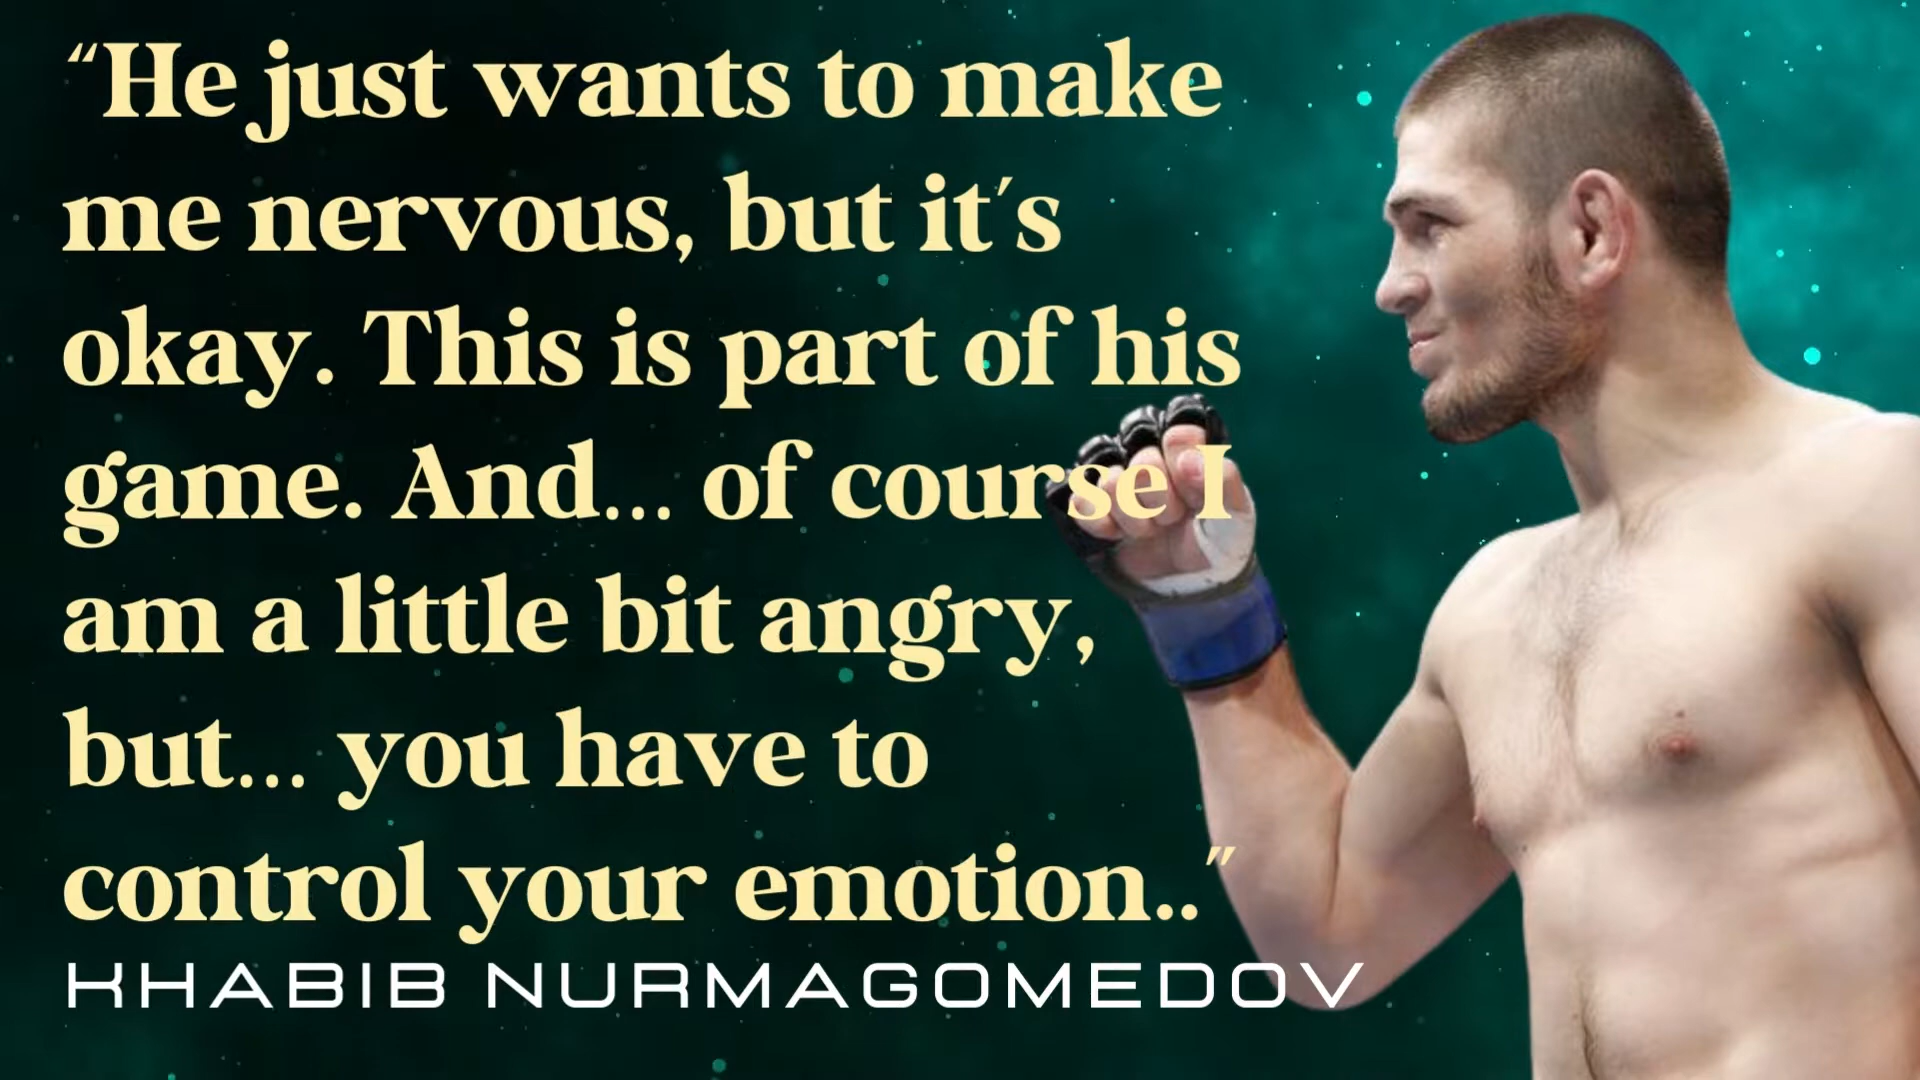 “He just wants to make
me nervous, but it's
okay. This is part of his
game. And... of course I
am a little bit angry,
but... you have to
control your emotion..”
KHABIB NURMAGOMEDOV